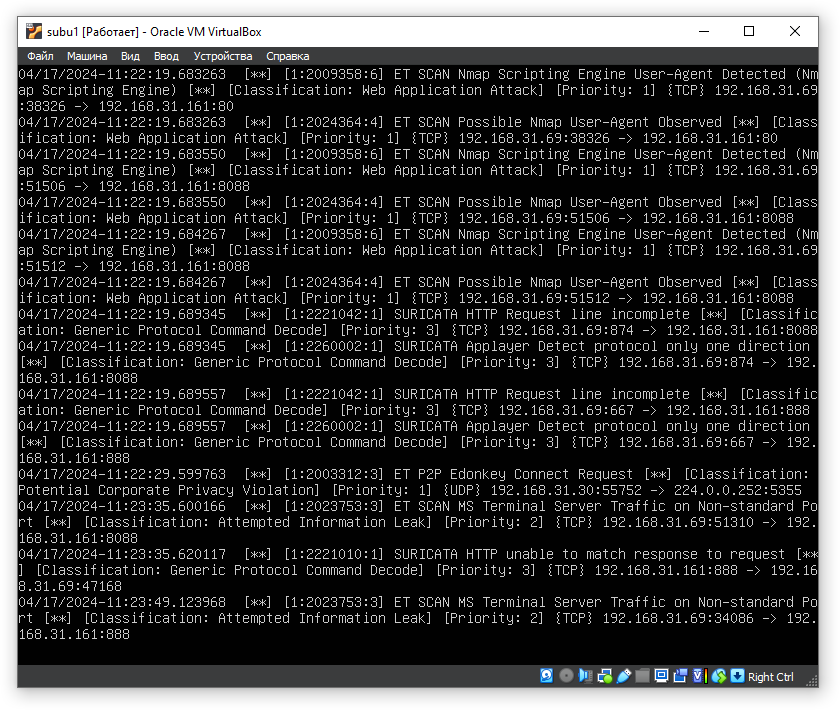 subu1 [Работает] - Oracle VM VirtualBox
Файл Машина Вид Ввод Устройства Справка
04/17/2024-11:22:19.683263  [**] [1:2009358:6] ET SCAN Nmap Scripting Engine User-Agent Detected (Nm
ap Scripting Engine) [**] [Classification: Web Application Attack] [Priority: 1] {TCP} 192.168.31.69
:38326 -> 192.168.31.161:80
04/17/2024-11:22:19.683263  [**] [1:2024364:4] ET SCAN Possible Nmap User-Agent Observed [**] [Class
ification: Web Application Attack] [Priority: 1] {TCP} 192.168.31.69:38326 -> 192.168.31.161:80
04/17/2024-11:22:19.683550  [**] [1:2009358:6] ET SCAN Nmap Scripting Engine User-Agent Detected (Nm
ap Scripting Engine) [**] [Classification: Web Application Attack] [Priority: 1] {TCP} 192.168.31.69
:51506 -> 192.168.31.161:8088
04/17/2024-11:22:19.683550  [**] [1:2024364:4] ET SCAN Possible Nmap User-Agent Observed [**] [Class
ification: Web Application Attack] [Priority: 1] {TCP} 192.168.31.69:51506 -> 192.168.31.161:8088
04/17/2024-11:22:19.684267  [**] [1:2009358:6] ET SCAN Nmap Scripting Engine User-Agent Detected (Nm
ap Scripting Engine) [**] [Classification: Web Application Attack] [Priority: 1] {TCP} 192.168.31.69
:51512 -> 192.168.31.161:8088
04/17/2024-11:22:19.684267  [**] [1:2024364:4] ET SCAN Possible Nmap User-Agent Observed [**] [Class
ification: Web Application Attack] [Priority: 1] {TCP} 192.168.31.69:51512 -> 192.168.31.161:8088
04/17/2024-11:22:19.689345  [**] [1:2221042:1] SURICATA HTTP Request line incomplete [**] [Classific
ation: Generic Protocol Command Decode] [Priority: 3] {TCP} 192.168.31.69:874 -> 192.168.31.161:8088
04/17/2024-11:22:19.689345  [**] [1:2260002:1] SURICATA Applayer Detect protocol only one direction
[**] [Classification: Generic Protocol Command Decode] [Priority: 3] {TCP} 192.168.31.69:874 -> 192.
168.31.161:8088
04/17/2024-11:22:19.689557  [**] [1:2221042:1] SURICATA HTTP Request line incomplete [**] [Classific
ation: Generic Protocol Command Decode] [Priority: 3] {TCP} 192.168.31.69:667 -> 192.168.31.161:888
04/17/2024-11:22:19.689557  [**] [1:2260002:1] SURICATA Applayer Detect protocol only one direction
[**] [Classification: Generic Protocol Command Decode] [Priority: 3] {TCP} 192.168.31.69:667 -> 192.
168.31.161:888
04/17/2024-11:22:29.599763  [**] [1:2003312:3] ET P2P Edonkey Connect Request [**] [Classification:
Potential Corporate Privacy Violation] [Priority: 1] {UDP} 192.168.31.30:55752 -> 224.0.0.252:5355
04/17/2024-11:23:35.600166  [**] [1:2023753:3] ET SCAN MS Terminal Server Traffic on Non-standard Po
rt [**] [Classification: Attempted Information Leak] [Priority: 2] {TCP} 192.168.31.69:51310 -> 192.
168.31.161:8088
04/17/2024-11:23:35.620117  [**] [1:2221010:1] SURICATA HTTP unable to match response to request [**
] [Classification: Generic Protocol Command Decode] [Priority: 3] {TCP} 192.168.31.161:888 -> 192.16
8.31.69:47168
04/17/2024-11:23:49.123968  [**] [1:2023753:3] ET SCAN MS Terminal Server Traffic on Non-standard Po
rt [**] [Classification: Attempted Information Leak] [Priority: 2] {TCP} 192.168.31.69:34086 -> 192.
168.31.161:888
Right Ctrl